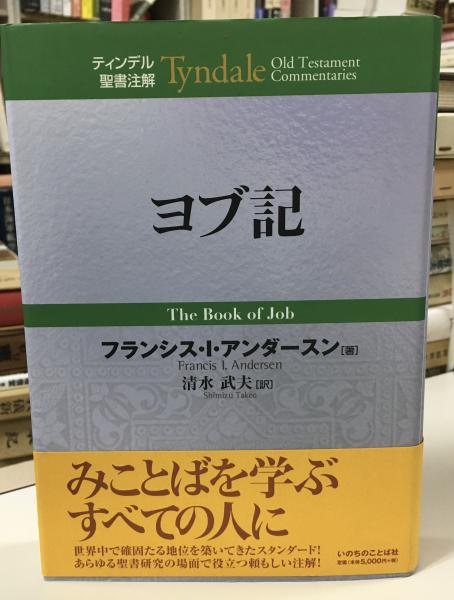 ティンデル
聖書注解
Tyndale
Old Testament
Commentaries
ヨブ記
The Book of Job
フランシス・I・アンダースン[著]
Francis I. Andersen
清水 武夫[訳]
Shimizu Takeo
みことばを学ぶ
すべての人に
世界中で確固たる地位を築いてきたスタンダード!
あらゆる聖書研究の場面で役立つ頼もしい注解!
いのちのことば社
定価(本体5,000円+税)